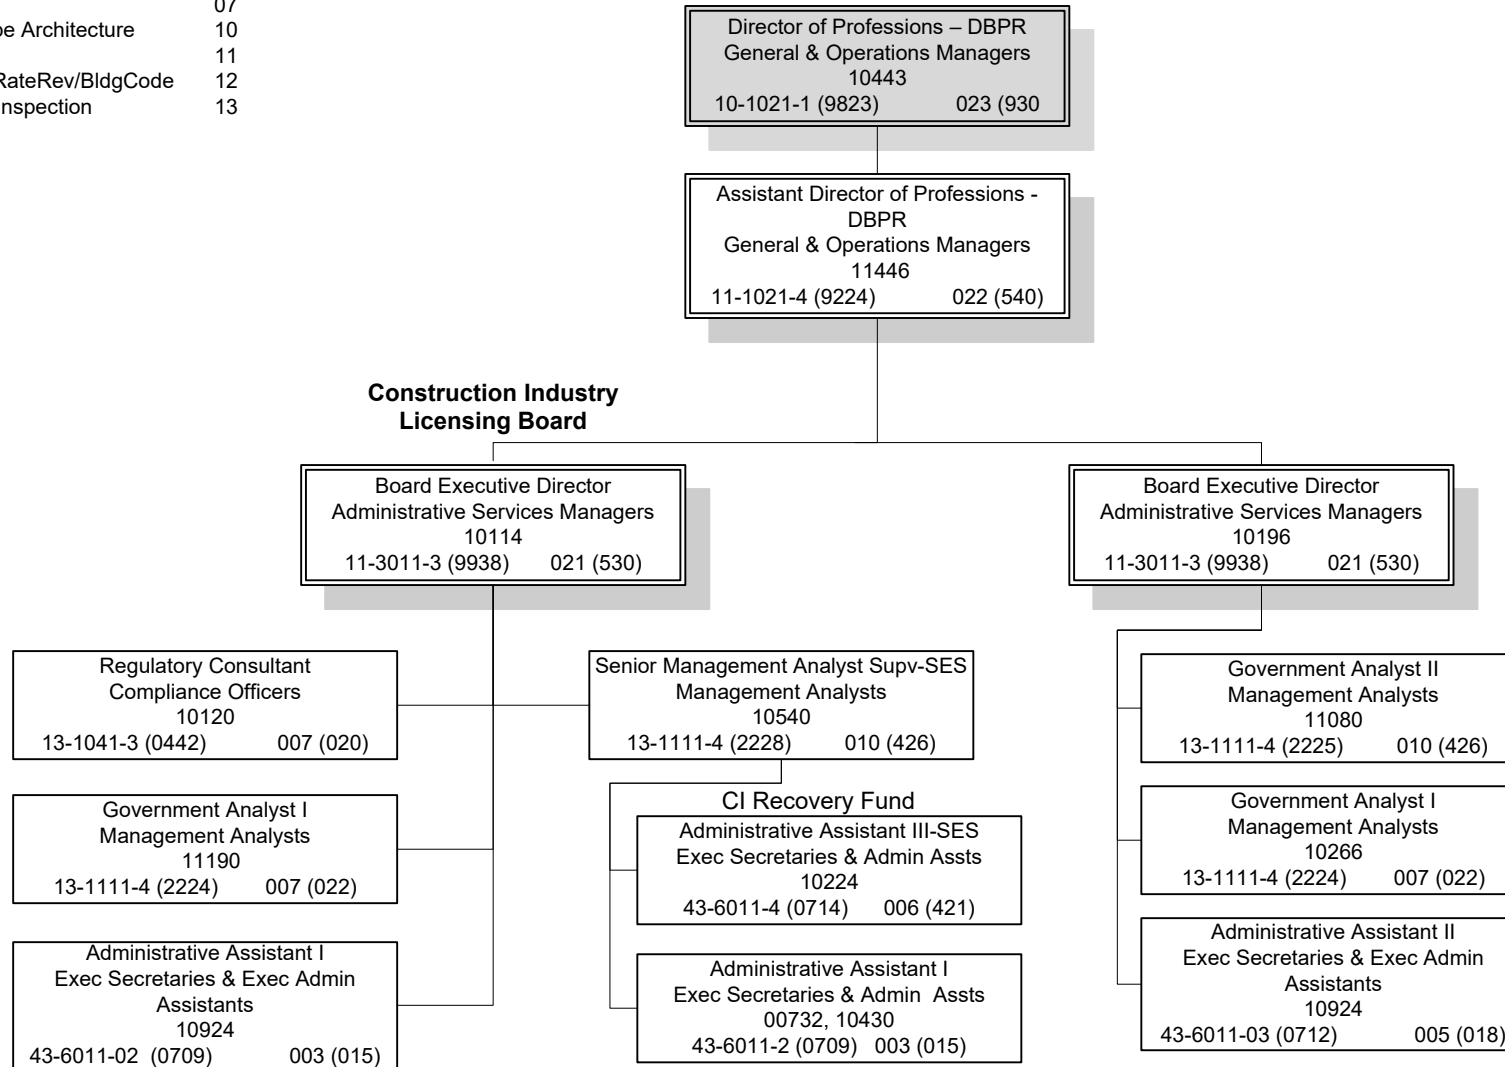 07
pe Architecture 10
11
RateRev/BldgCode 12
Inspection 13
Director of Professions – DBPR
General & Operations Managers
10443
10-1021-1 (9823) 023 (930
Assistant Director of Professions -
DBPR
General & Operations Managers
11446
11-1021-4 (9224) 022 (540)
Construction Industry
Licensing Board
Board Executive Director
Administrative Services Managers
10114
11-3011-3 (9938) 021 (530)
Board Executive Director
Administrative Services Managers
10196
11-3011-3 (9938) 021 (530)
Regulatory Consultant
Compliance Officers
10120
13-1041-3 (0442) 007 (020)
Government Analyst I
Management Analysts
11190
13-1111-4 (2224) 007 (022)
Administrative Assistant I
Exec Secretaries & Exec Admin
Assistants
10924
43-6011-02 (0709) 003 (015)
Senior Management Analyst Supv-SES
Management Analysts
10540
13-1111-4 (2228) 010 (426)
CI Recovery Fund
Administrative Assistant III-SES
Exec Secretaries & Admin Assts
10224
43-6011-4 (0714) 006 (421)
Administrative Assistant I
Exec Secretaries & Admin Assts
00732, 10430
43-6011-2 (0709) 003 (015)
Government Analyst II
Management Analysts
11080
13-1111-4 (2225) 010 (426)
Government Analyst I
Management Analysts
10266
13-1111-4 (2224) 007 (022)
Administrative Assistant II
Exec Secretaries & Exec Admin
Assistants
10924
43-6011-03 (0712) 005 (018)